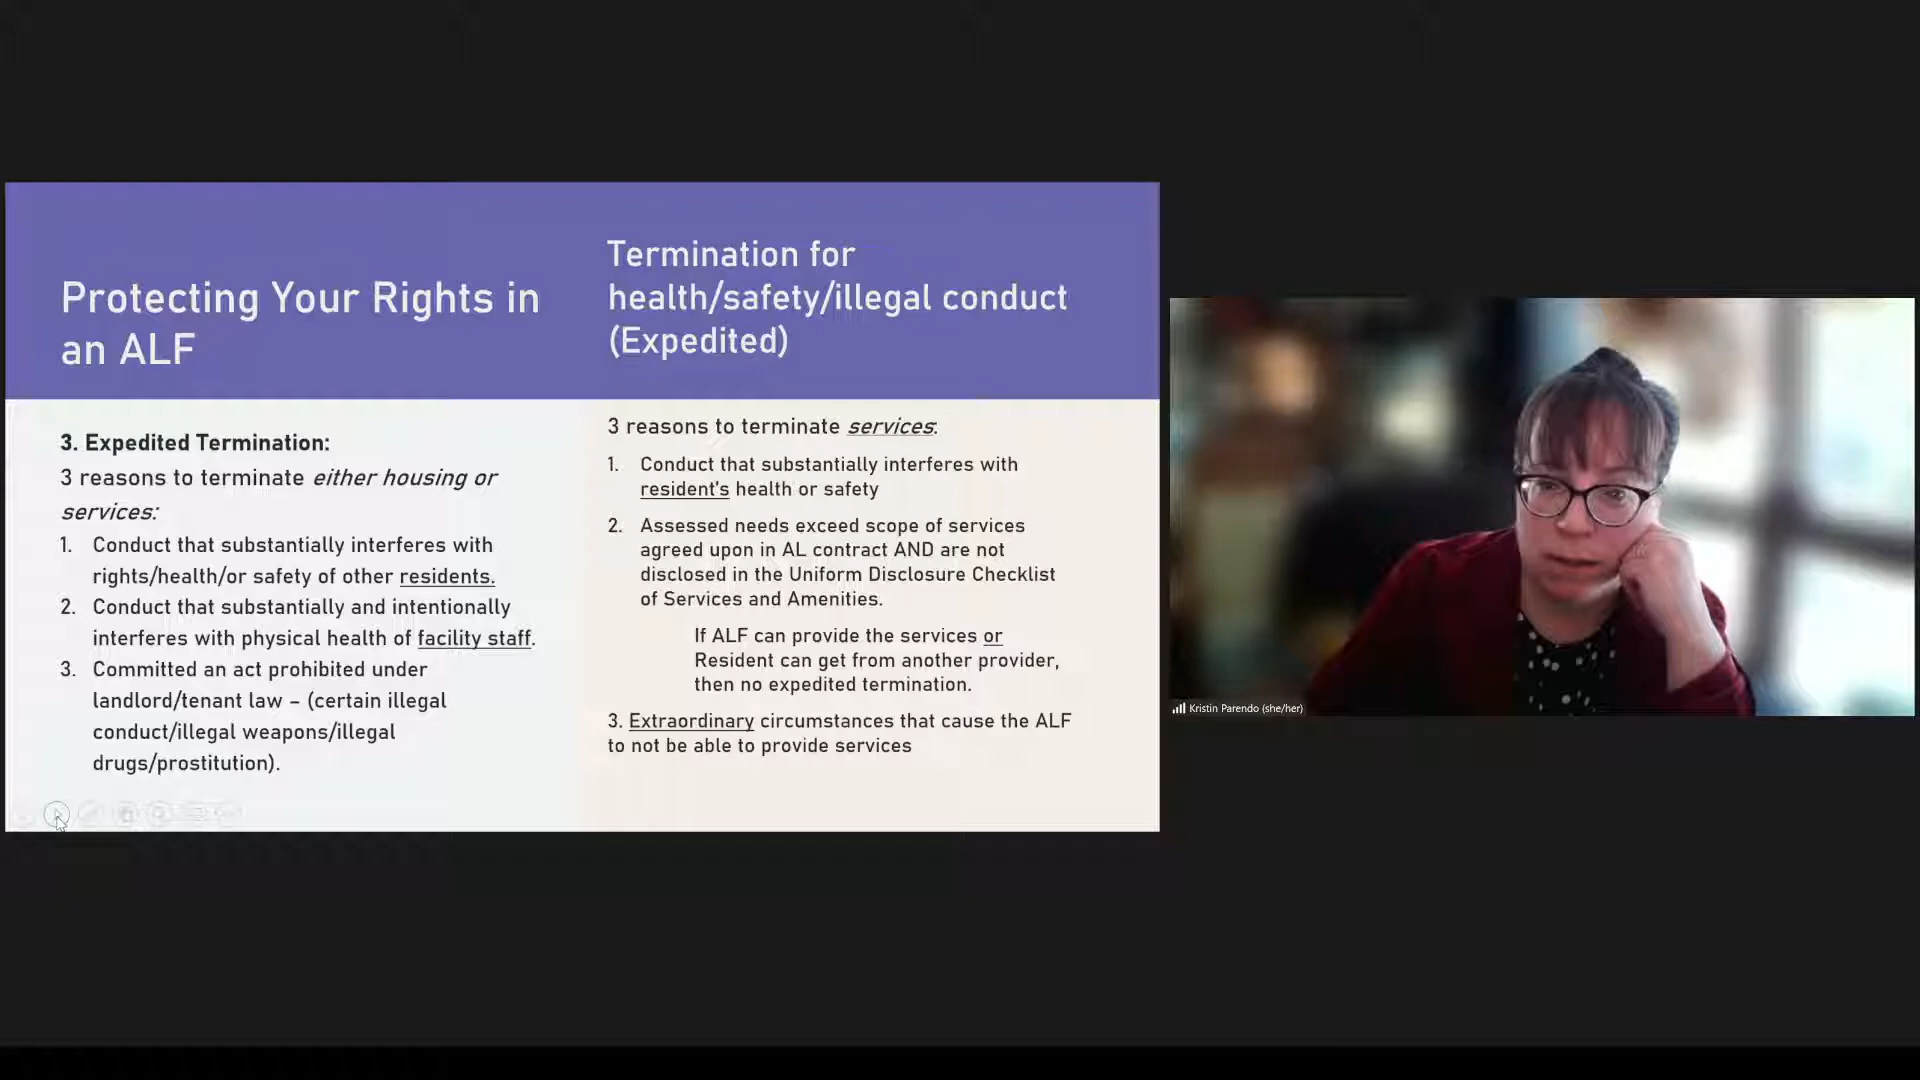 Protecting Your Rights in
an ALF
Termination for
health/safety/illegal conduct
(Expedited)
3. Expedited Termination:
3 reasons to terminate either housing or
services:
1. Conduct that substantially interferes with
rights/health/or safety of other residents.
2. Conduct that substantially and intentionally
interferes with physical health of facility staff.
3. Committed an act prohibited under
landlord/tenant law – (certain illegal
conduct/illegal weapons/illegal
drugs/prostitution).
3 reasons to terminate services:
1. Conduct that substantially interferes with
resident's health or safety
2. Assessed needs exceed scope of services
agreed upon in AL contract AND are not
disclosed in the Uniform Disclosure Checklist
of Services and Amenities.
If ALF can provide the services or
Resident can get from another provider,
then no expedited termination.
3. Extraordinary circumstances that cause the ALF
to not be able to provide services
Kristin Parendo (she/her)